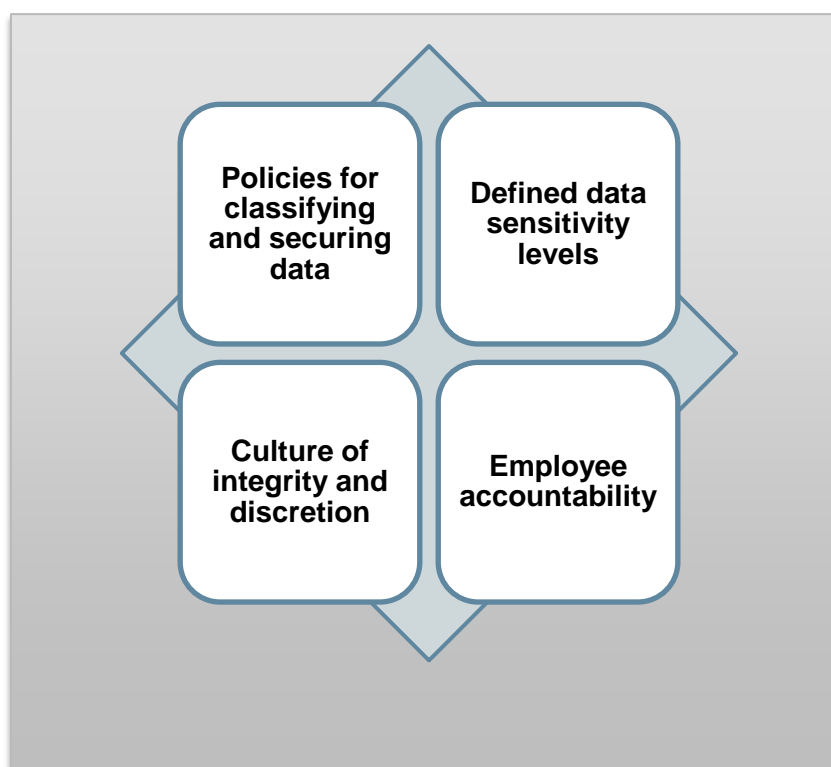 Policies for
classifying
and securing
data
Defined data
sensitivity
levels
Culture of
integrity and
discretion
Employee
accountability